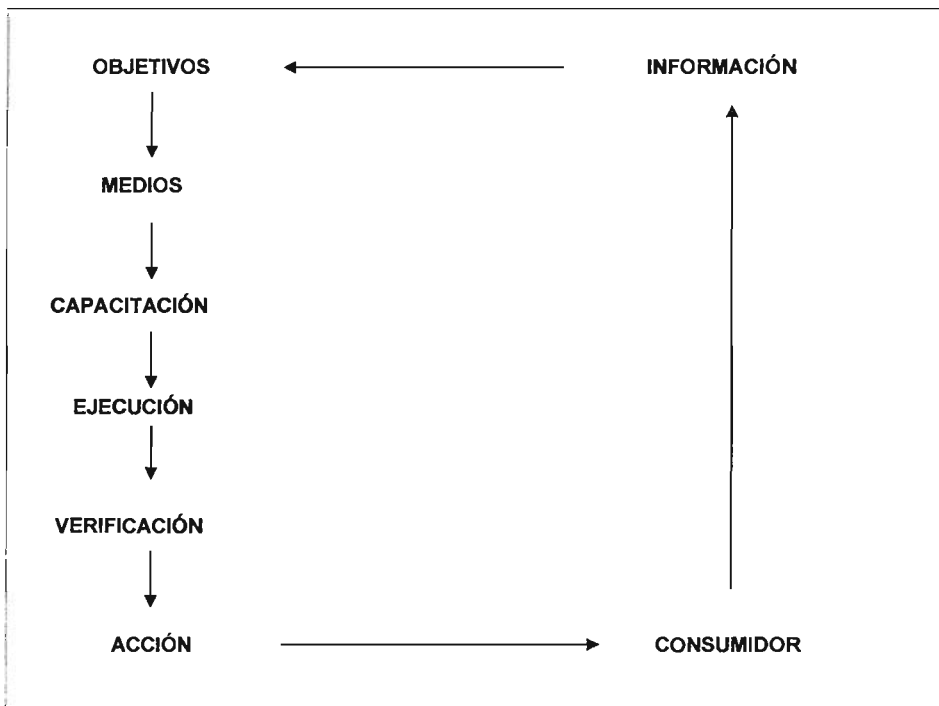 OBJETIVOS
INFORMACIÓN
MEDIOS
CAPACITACIÓN
EJECUCIÓN
VERIFICACIÓN
ACCIÓN
CONSUMIDOR